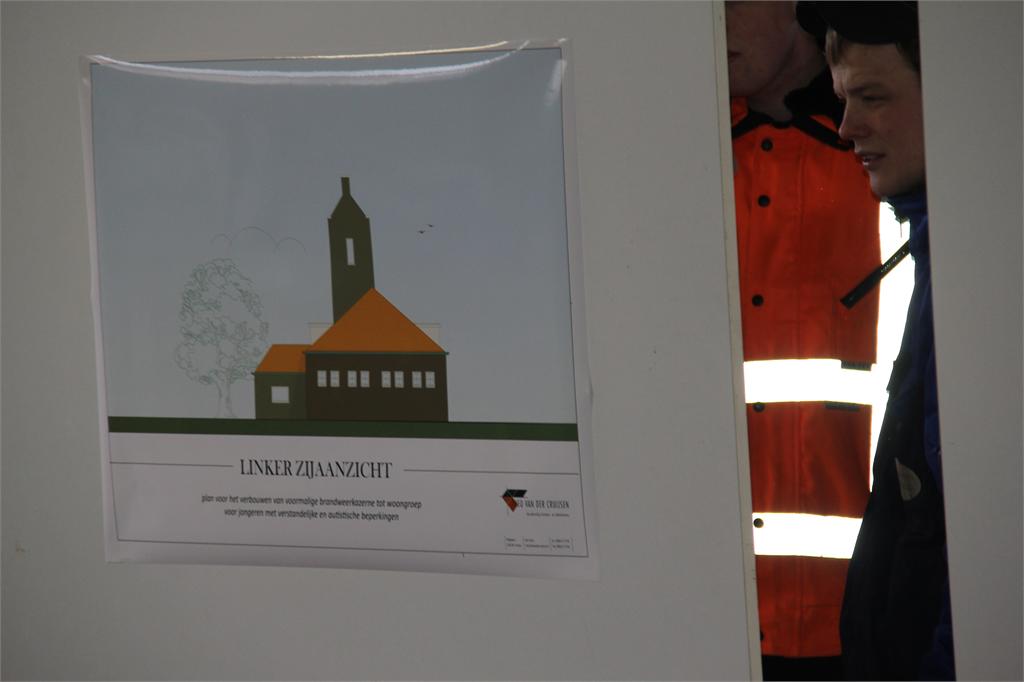 LINKER ZIJAANZICHT
plan voor het verbouwen van voormalige brandweerkazerne tot woongroep
voor jongeren met verstandelijke en autistische beperkingen
VAN DER CRUIJSEN